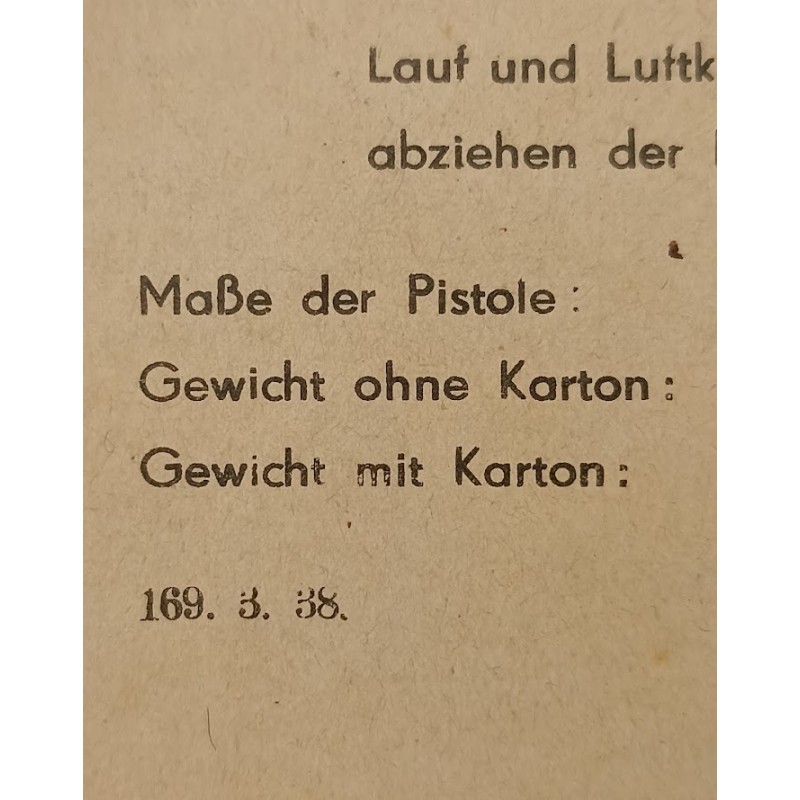 Lauf und Luftk
abziehen der
Maße der Pistole:
Gewicht ohne Karton:
Gewicht mit Karton:
169. 3. 38.